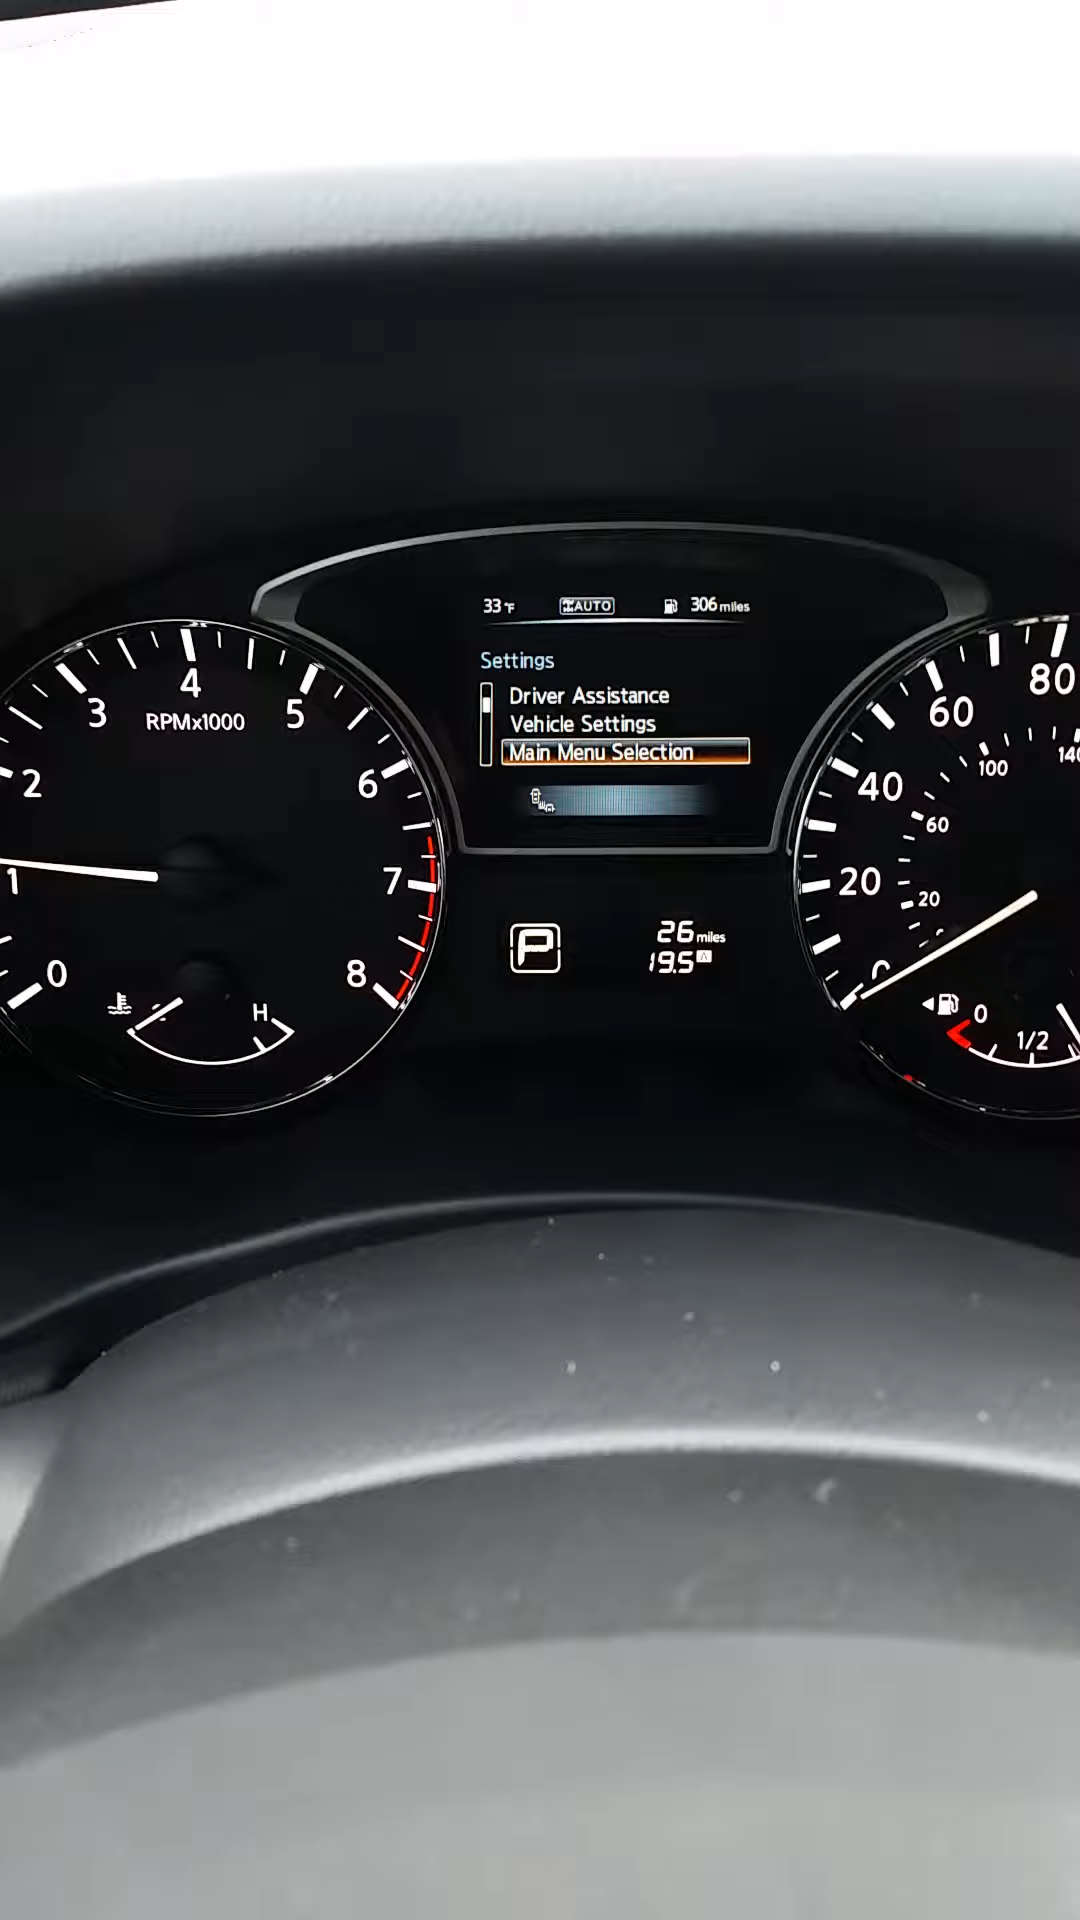 33°F AUTO 306 miles
Settings
Driver Assistance
Vehicle Settings
Main Menu Selection
0 1 2 3 4 5 6 7 8
RPMx1000
H
P
26 miles
19.5 A
0 20 40 60 80
20 60 100 140
0 1/2